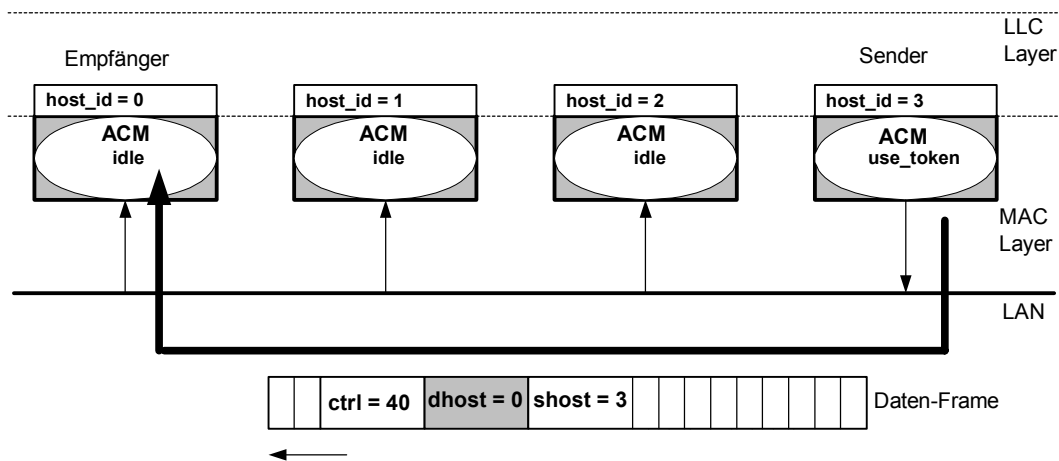 LLC
Layer
Empfänger
Sender
host_id = 0
host_id = 1
host_id = 2
host_id = 3
ACM
idle
ACM
idle
ACM
idle
ACM
use_token
MAC
Layer
LAN
ctrl = 40
dhost = 0
shost = 3
Daten-Frame